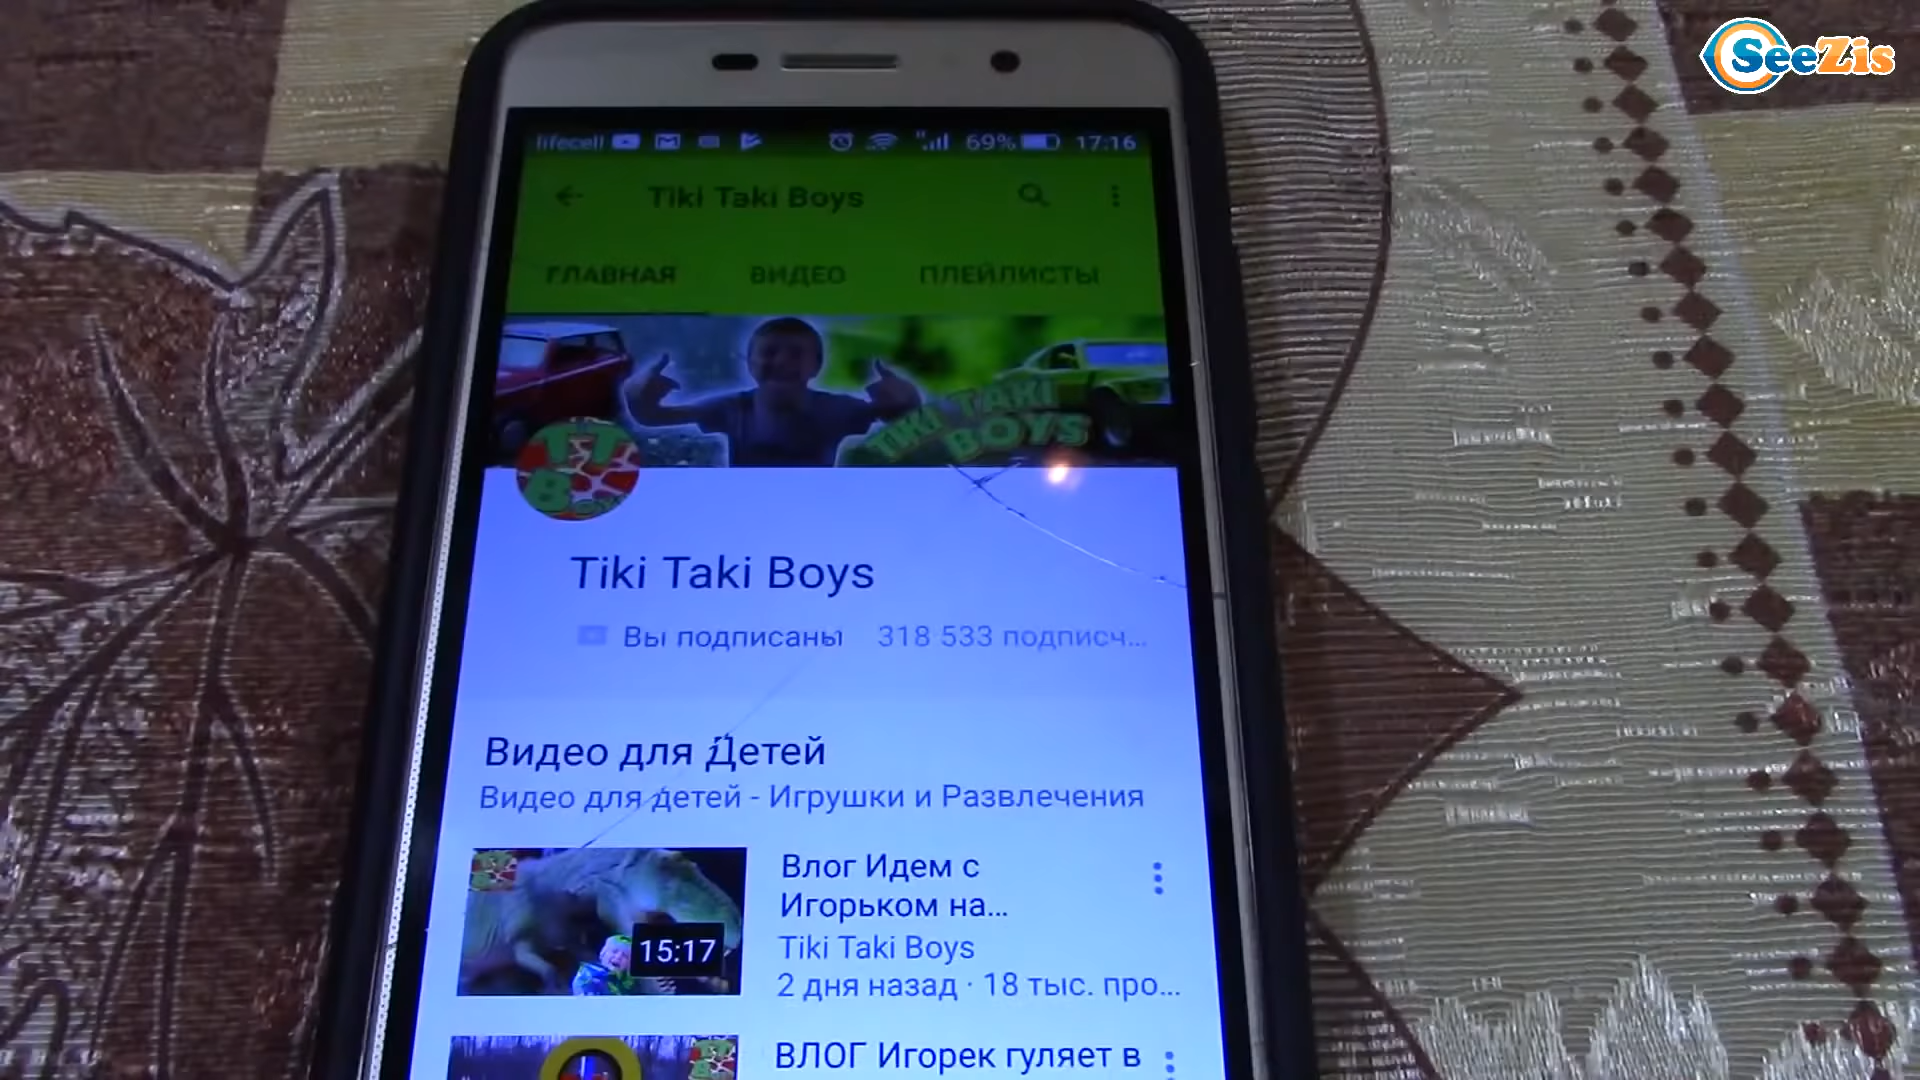 SeeZis
lifecell 69% 17:16
Tiki Taki Boys
ГЛАВНАЯ ВИДЕО ПЛЕЙЛИСТЫ
TIKI TAKI
BOYS
TT
Boys
Tiki Taki Boys
Вы подписаны 318 533 подписч...
Видео для Детей
Видео для детей - Игрушки и Развлечения
Влог Идем с
Игорьком на...
15:17
Tiki Taki Boys
2 дня назад · 18 тыс. про...
ВЛОГ Игорек гуляет в